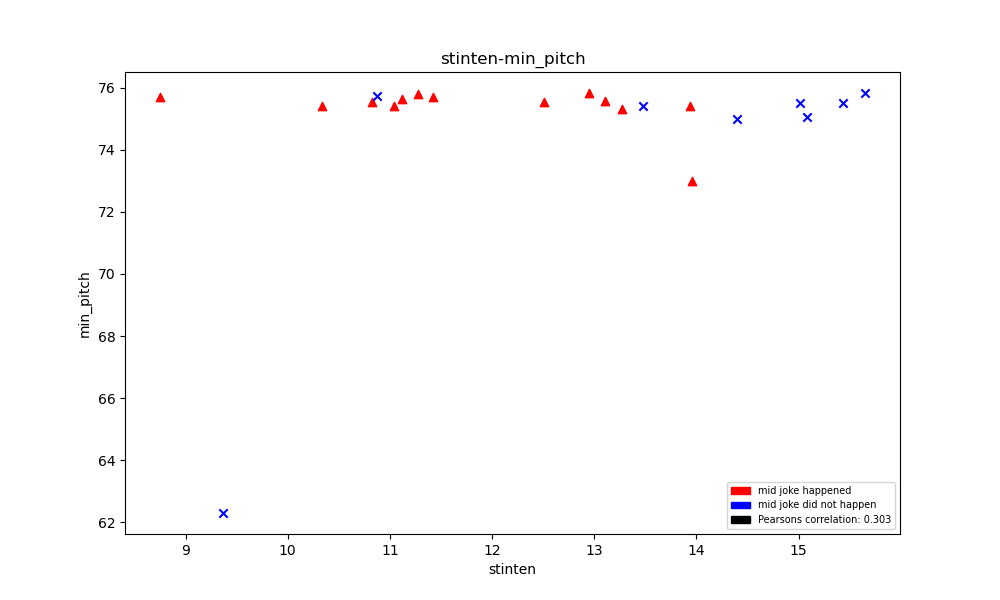 stinten-min_pitch
76
74
72
70
68
66
64
62
min_pitch
9 10 11 12 13 14 15
stinten
mid joke happened
mid joke did not happen
Pearsons correlation: 0.303